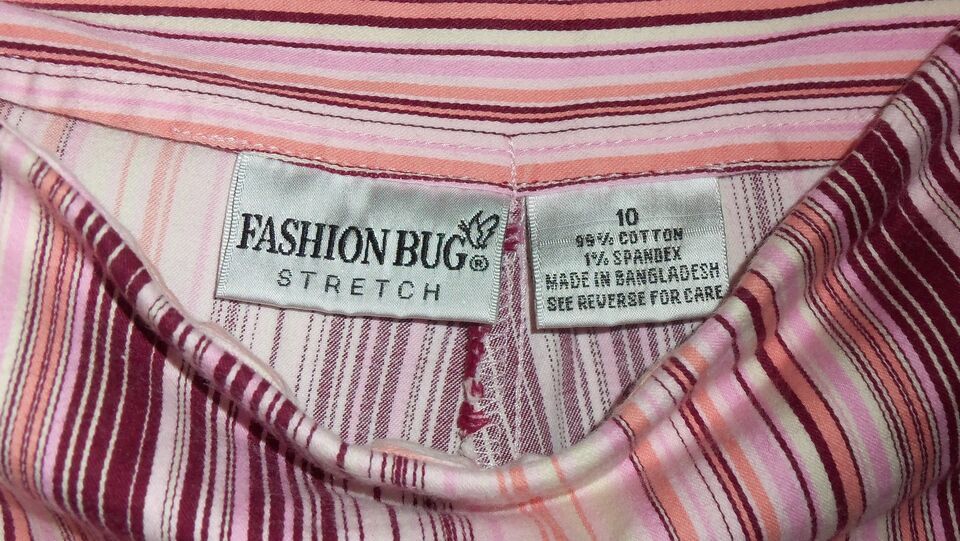 FASHION BUG®
STRETCH
10
99% COTTON
1% SPANDEX
MADE IN BANGLADESH
SEE REVERSE FOR CARE